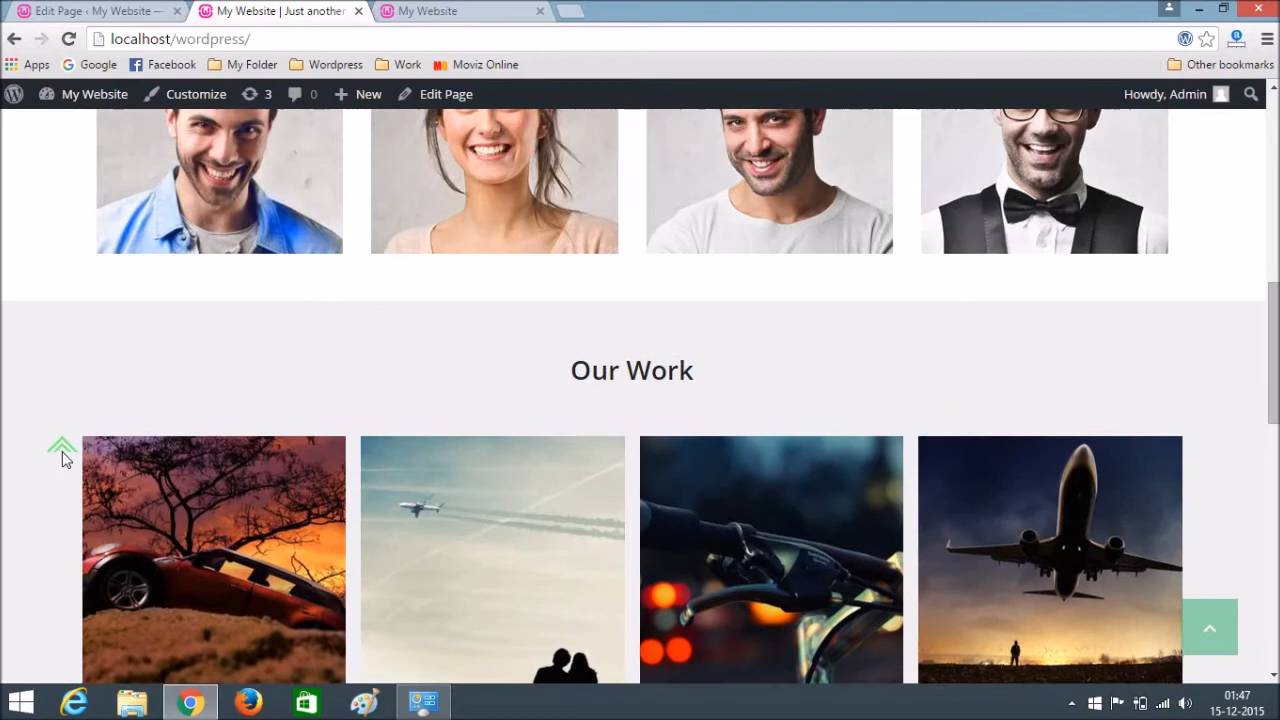 Edit Page ‹ My Website —
My Website | Just another
My Website
localhost/wordpress/
Apps
Google
Facebook
My Folder
Wordpress
Work
Moviz Online
Other bookmarks
My Website
Customize
3
0
New
Edit Page
Howdy, Admin
Our Work
01:47
15-12-2015